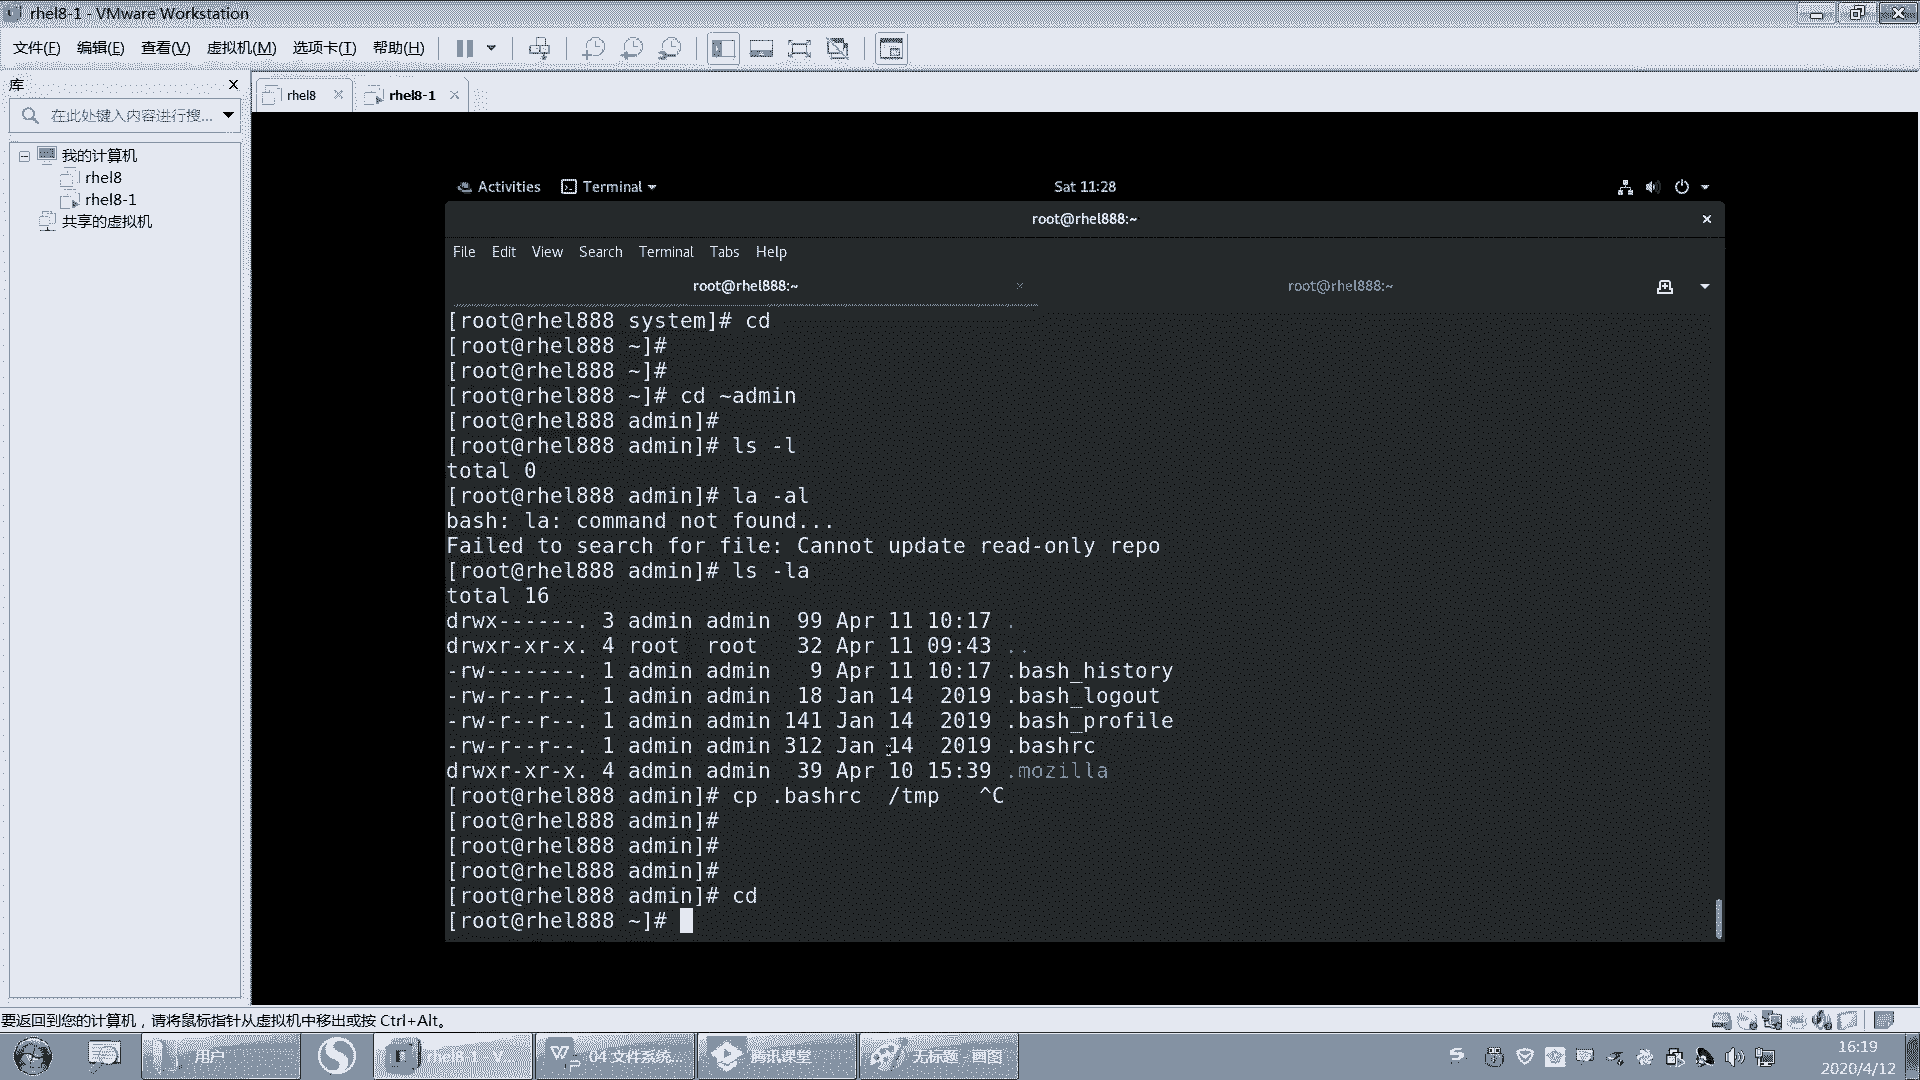 rhel8-1 - VMware Workstation
文件(F) 编辑(E) 查看(V) 虚拟机(M) 选项卡(T) 帮助(H)
库
在此处键入内容进行搜...
我的计算机
rhel8
rhel8-1
共享的虚拟机
rhel8 rhel8-1
Activities Terminal Sat 11:28
root@rhel888:~
File Edit View Search Terminal Tabs Help
root@rhel888:~ root@rhel888:~
[root@rhel888 system]# cd
[root@rhel888 ~]#
[root@rhel888 ~]#
[root@rhel888 ~]# cd ~admin
[root@rhel888 admin]#
[root@rhel888 admin]# ls -l
total 0
[root@rhel888 admin]# la -al
bash: la: command not found...
Failed to search for file: Cannot update read-only repo
[root@rhel888 admin]# ls -la
total 16
drwx------. 3 admin admin  99 Apr 11 10:17 .
drwxr-xr-x. 4 root  root   32 Apr 11 09:43 ..
-rw-------. 1 admin admin   9 Apr 11 10:17 .bash_history
-rw-r--r--. 1 admin admin  18 Jan 14  2019 .bash_logout
-rw-r--r--. 1 admin admin 141 Jan 14  2019 .bash_profile
-rw-r--r--. 1 admin admin 312 Jan 14  2019 .bashrc
drwxr-xr-x. 4 admin admin  39 Apr 10 15:39 .mozilla
[root@rhel888 admin]# cp .bashrc  /tmp   ^C
[root@rhel888 admin]#
[root@rhel888 admin]#
[root@rhel888 admin]#
[root@rhel888 admin]# cd
[root@rhel888 ~]#
要返回到您的计算机，请将鼠标指针从虚拟机中移出或按 Ctrl+Alt。
用户 rhel8-1 - V... 04 文件系统... 腾讯课堂 无标题 - 画图
16:19
2020/4/12